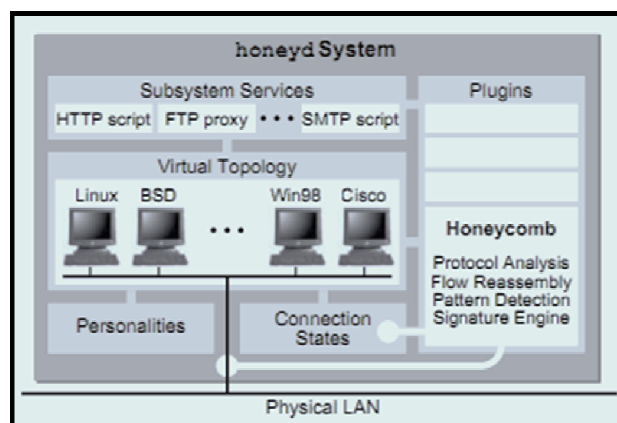 honeyd System
Subsystem Services
HTTP script FTP proxy • • • SMTP script
Plugins
Virtual Topology
Linux BSD • • • Win98 Cisco
Honeycomb
Protocol Analysis
Flow Reassembly
Pattern Detection
Signature Engine
Personalities
Connection
States
Physical LAN